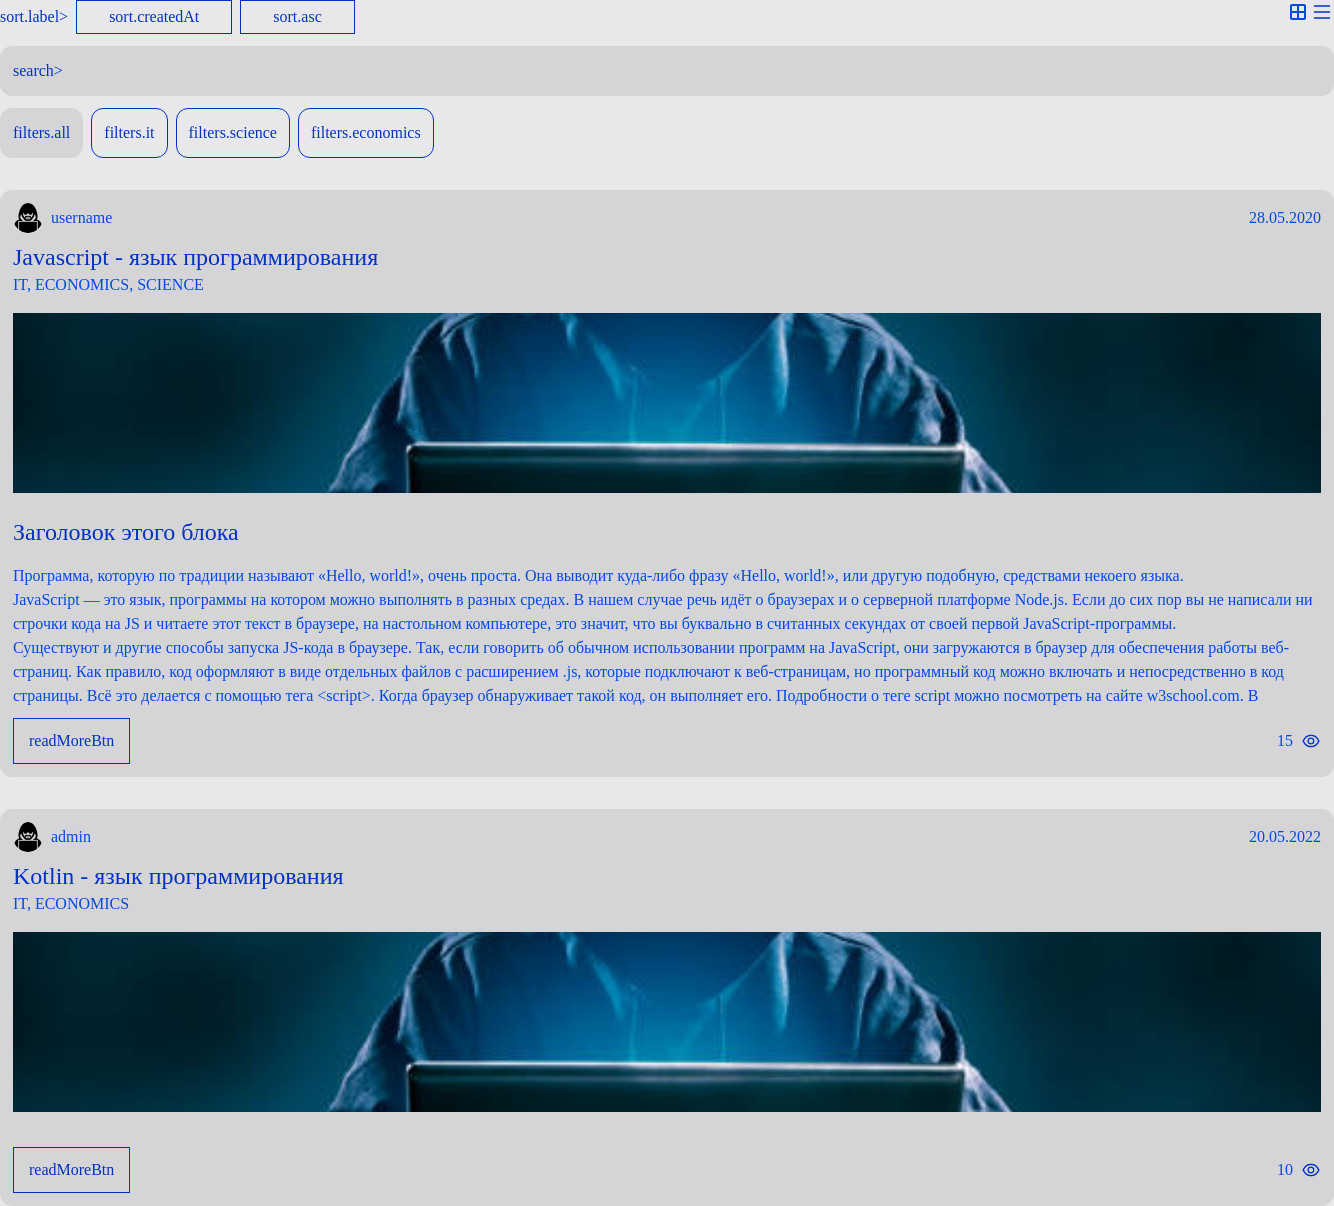 sort.label>
sort.createdAt
sort.asc
search>
filters.all
filters.it
filters.science
filters.economics
username
28.05.2020
Javascript - язык программирования
IT, ECONOMICS, SCIENCE
Заголовок этого блока
Программа, которую по традиции называют «Hello, world!», очень проста. Она выводит куда-либо фразу «Hello, world!», или другую подобную, средствами некоего языка.
JavaScript — это язык, программы на котором можно выполнять в разных средах. В нашем случае речь идёт о браузерах и о серверной платформе Node.js. Если до сих пор вы не написали ни
строчки кода на JS и читаете этот текст в браузере, на настольном компьютере, это значит, что вы буквально в считанных секундах от своей первой JavaScript-программы.
Существуют и другие способы запуска JS-кода в браузере. Так, если говорить об обычном использовании программ на JavaScript, они загружаются в браузер для обеспечения работы веб-
страниц. Как правило, код оформляют в виде отдельных файлов с расширением .js, которые подключают к веб-страницам, но программный код можно включать и непосредственно в код
страницы. Всё это делается с помощью тега <script>. Когда браузер обнаруживает такой код, он выполняет его. Подробности о теге script можно посмотреть на сайте w3school.com. В
readMoreBtn
15
admin
20.05.2022
Kotlin - язык программирования
IT, ECONOMICS
readMoreBtn
10